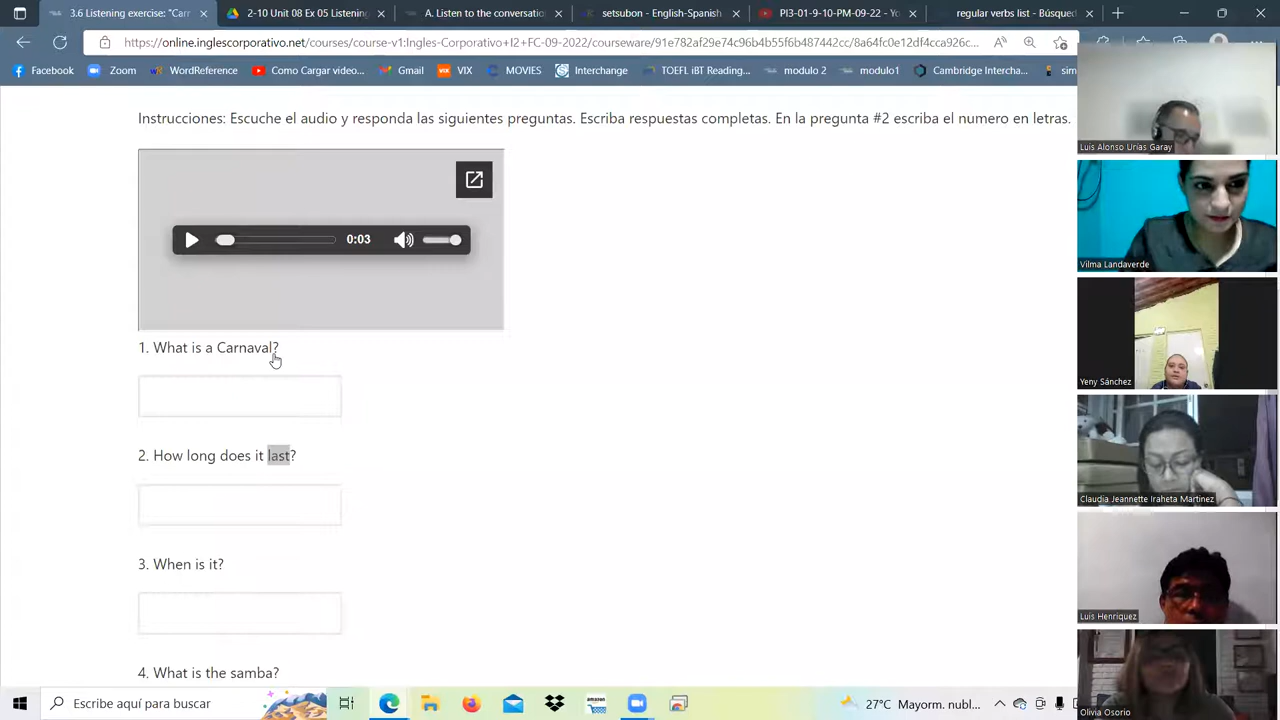 3.6 Listening exercise: "Carr
2-10 Unit 08 Ex 05 Listening
A. Listen to the conversation
setsubon - English-Spanish
PI3-01-9-10-PM-09-22 - Yo
regular verbs list - Búsqued
https://online.inglescorporativo.net/courses/course-v1:Ingles-Corporativo+I2+FC-09-2022/courseware/91e782af29e74c96b4b55f6b487442cc/8a64fc0e12df4cca926c...
Facebook
Zoom
WordReference
Como Cargar video...
Gmail
VIX
MOVIES
Interchange
TOEFL iBT Reading...
modulo 2
modulo1
Cambridge Intercha...
sim
Instrucciones: Escuche el audio y responda las siguientes preguntas. Escriba respuestas completas. En la pregunta #2 escriba el numero en letras.
0:03
1. What is a Carnaval?
2. How long does it last?
3. When is it?
4. What is the samba?
Luis Alonso Urías Garay
Vilma Landaverde
Yeny Sánchez
Claudia Jeannette Iraheta Martinez
Luis Henriquez
Olivia Osorio
Escribe aquí para buscar
27°C Mayorm. nubl...